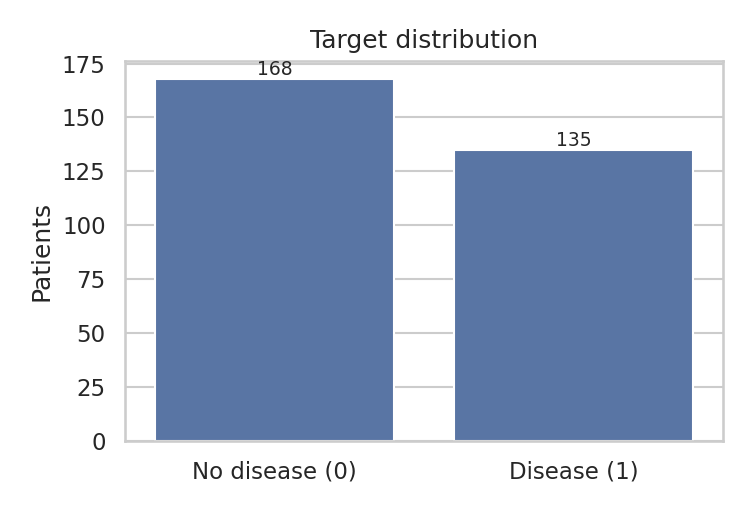 Target distribution
Patients
175
150
125
100
75
50
25
0
168
135
No disease (0)
Disease (1)